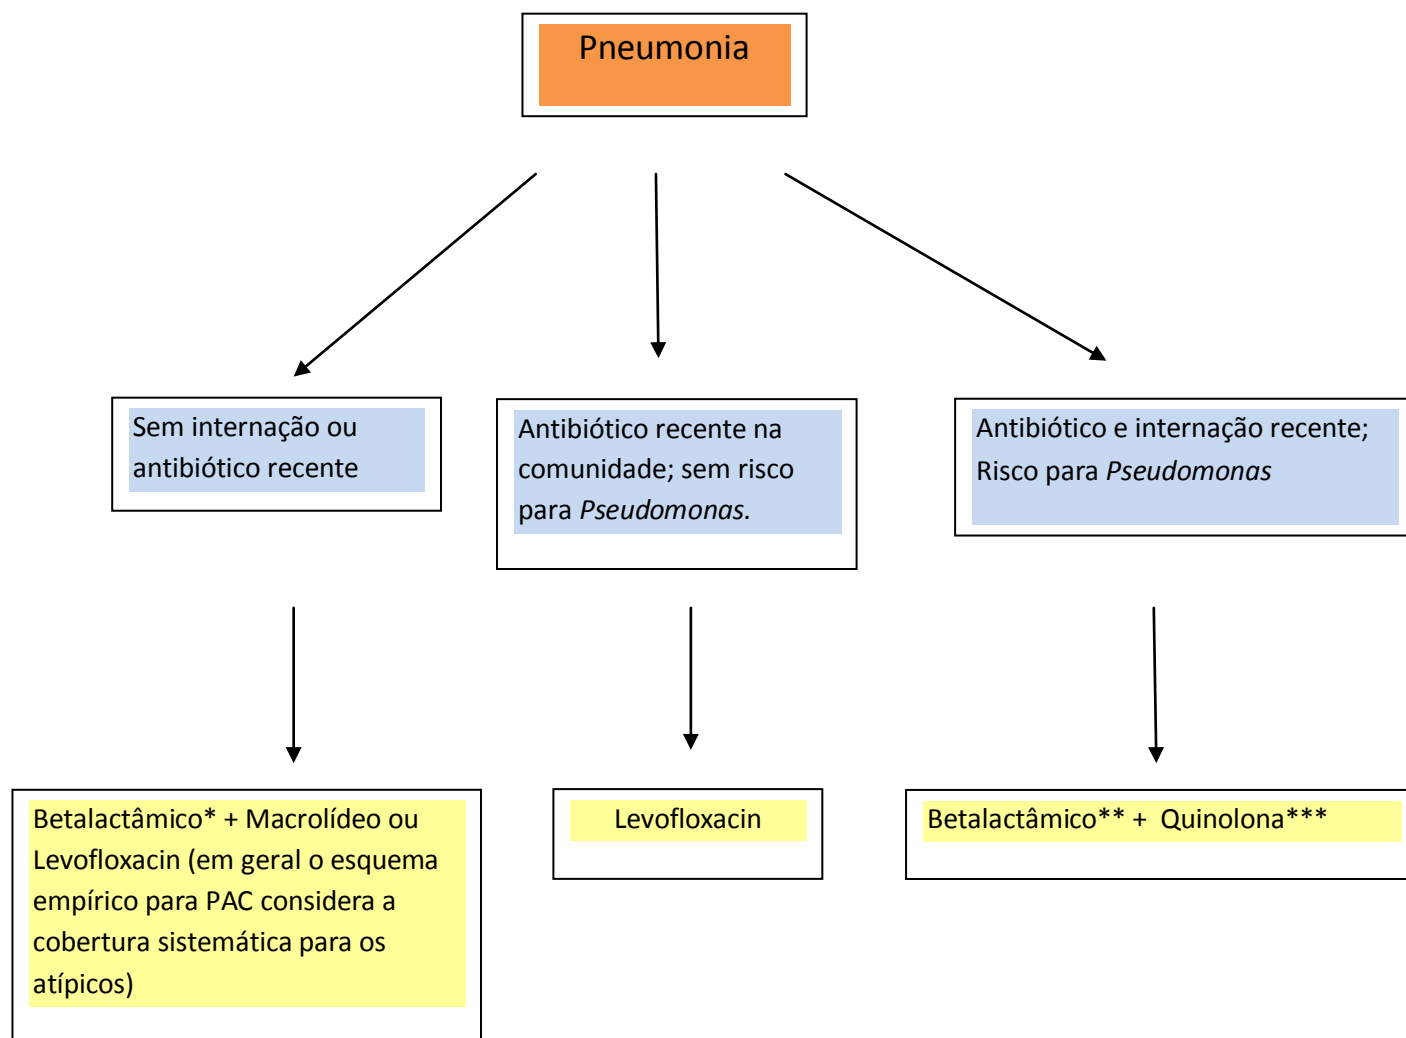 Pneumonia
Sem internação ou
antibiótico recente
Antibiótico recente na
comunidade; sem risco
para Pseudomonas.
Antibiótico e internação recente;
Risco para Pseudomonas
Betalactâmico* + Macrolídeo ou
Levofloxacin (em geral o esquema
empírico para PAC considera a
cobertura sistemática para os
atípicos)
Levofloxacin
Betalactâmico** + Quinolona***